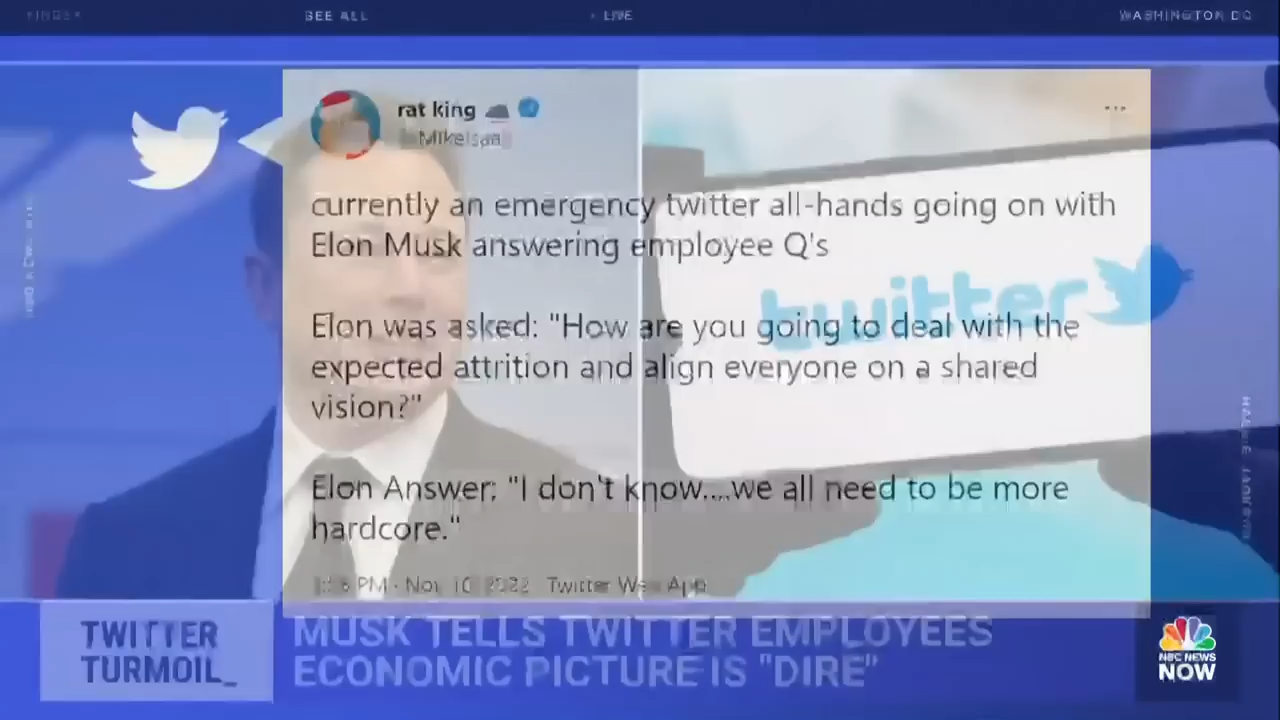 SEE ALL
LIVE
WASHINGTON DC
rat king
currently an emergency twitter all-hands going on with
Elon Musk answering employee Q's
twitter
Elon was asked: "How are you going to deal with the
expected attrition and align everyone on a shared
vision?"
Elon Answer: "I don't know....we all need to be more
hardcore."
PM · Nov 10 2022 Twitter Web App
TWITTER
TURMOIL_
MUSK TELLS TWITTER EMPLOYEES
ECONOMIC PICTURE IS "DIRE"
NBC NEWS
NOW